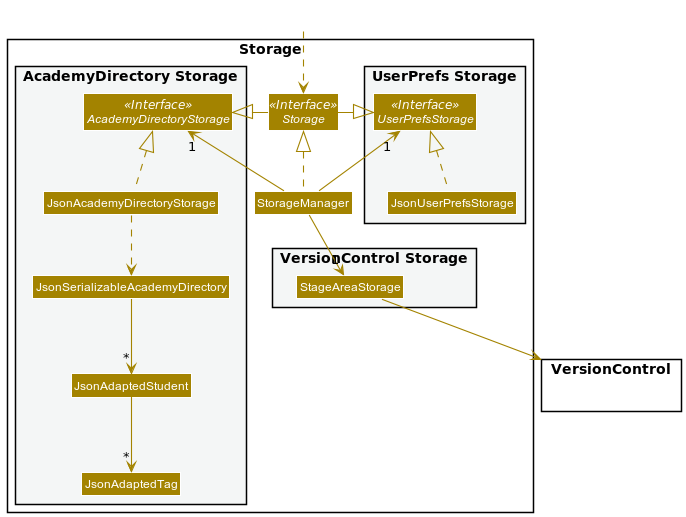 Storage
AcademyDirectory Storage
UserPrefs Storage
«Interface»
AcademyDirectoryStorage
«Interface»
Storage
«Interface»
UserPrefsStorage
1
1
JsonAcademyDirectoryStorage
StorageManager
JsonUserPrefsStorage
VersionControl Storage
1
JsonSerializableAcademyDirectory
StageAreaStorage
*
VersionControl
JsonAdaptedStudent
*
JsonAdaptedTag